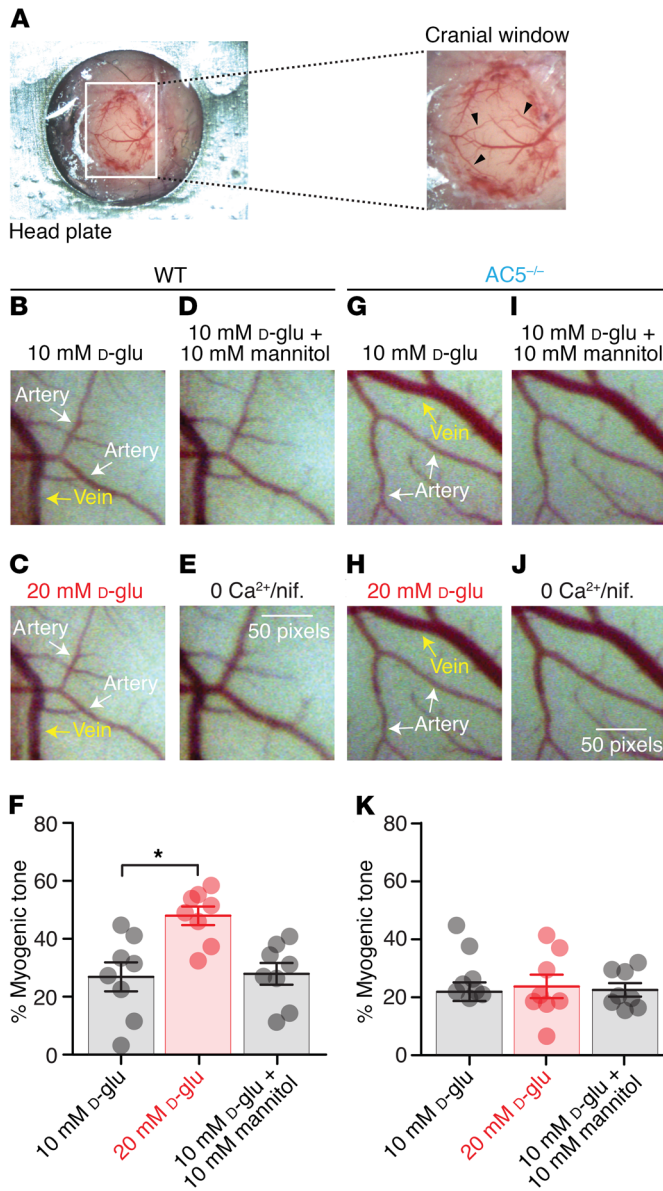 A
Cranial window
Head plate
WT
AC5⁻/⁻
B
D
G
I
10 mM D-glu
10 mM D-glu +
10 mM mannitol
10 mM D-glu
10 mM D-glu +
10 mM mannitol
Artery
Artery
Vein
Vein
Artery
C
E
H
J
20 mM D-glu
0 Ca²⁺/nif.
20 mM D-glu
0 Ca²⁺/nif.
Artery
Artery
Vein
50 pixels
Vein
Artery
50 pixels
F
% Myogenic tone
80
60
40
20
0
*
10 mM D-glu
20 mM D-glu
10 mM D-glu +
10 mM mannitol
K
% Myogenic tone
80
60
40
20
0
10 mM D-glu
20 mM D-glu
10 mM D-glu +
10 mM mannitol